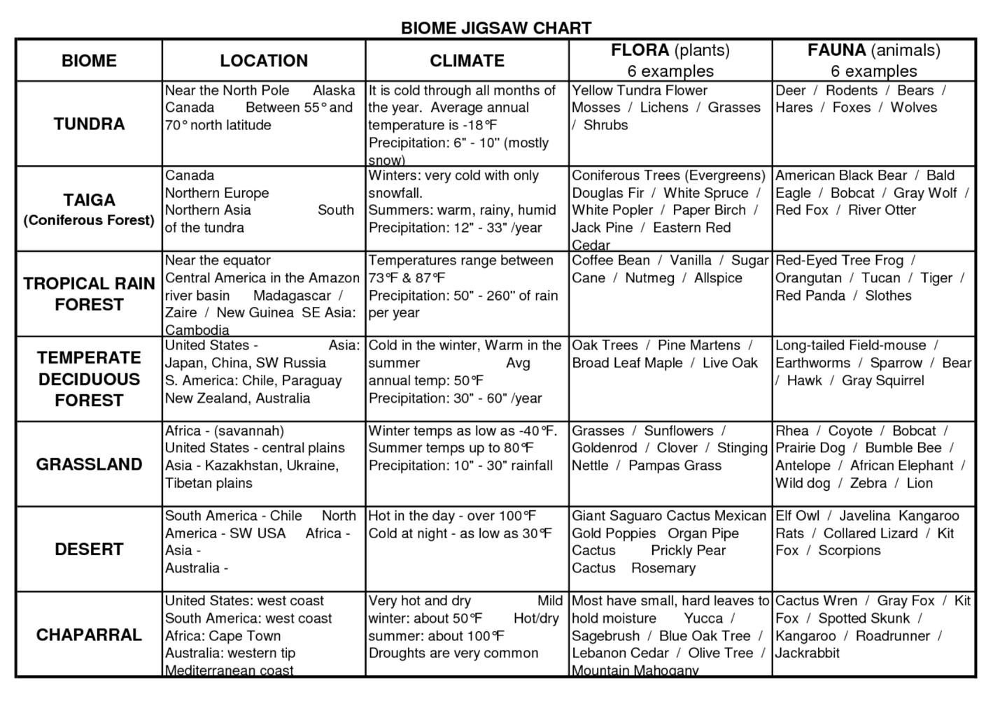 BIOME JIGSAW CHART
BIOME
LOCATION
CLIMATE
FLORA (plants)
6 examples
FAUNA (animals)
6 examples
TUNDRA
Near the North Pole Alaska
Canada Between 55° and
70° north latitude
It is cold through all months of
the year. Average annual
temperature is -18°F
Precipitation: 6" - 10" (mostly
snow)
Yellow Tundra Flower
Mosses / Lichens / Grasses
/ Shrubs
Deer / Rodents / Bears /
Hares / Foxes / Wolves
TAIGA
(Coniferous Forest)
Canada
Northern Europe
Northern Asia South
of the tundra
Winters: very cold with only
snowfall.
Summers: warm, rainy, humid
Precipitation: 12" - 33" /year
Coniferous Trees (Evergreens)
Douglas Fir / White Spruce /
White Popler / Paper Birch /
Jack Pine / Eastern Red
Cedar
American Black Bear / Bald
Eagle / Bobcat / Gray Wolf /
Red Fox / River Otter
TROPICAL RAIN
FOREST
Near the equator
Central America in the Amazon
river basin Madagascar /
Zaire / New Guinea SE Asia:
Cambodia
Temperatures range between
73°F & 87°F
Precipitation: 50" - 260" of rain
per year
Coffee Bean / Vanilla / Sugar
Cane / Nutmeg / Allspice
Red-Eyed Tree Frog /
Orangutan / Tucan / Tiger /
Red Panda / Slothes
TEMPERATE
DECIDUOUS
FOREST
United States - Asia:
Japan, China, SW Russia
S. America: Chile, Paraguay
New Zealand, Australia
Cold in the winter, Warm in the
summer Avg
annual temp: 50°F
Precipitation: 30" - 60" /year
Oak Trees / Pine Martens /
Broad Leaf Maple / Live Oak
Long-tailed Field-mouse /
Earthworms / Sparrow / Bear
/ Hawk / Gray Squirrel
GRASSLAND
Africa - (savannah)
United States - central plains
Asia - Kazakhstan, Ukraine,
Tibetan plains
Winter temps as low as -40°F.
Summer temps up to 80°F
Precipitation: 10" - 30" rainfall
Grasses / Sunflowers /
Goldenrod / Clover / Stinging
Nettle / Pampas Grass
Rhea / Coyote / Bobcat /
Prairie Dog / Bumble Bee /
Antelope / African Elephant /
Wild dog / Zebra / Lion
DESERT
South America - Chile North
America - SW USA Africa -
Asia -
Australia -
Hot in the day - over 100°F
Cold at night - as low as 30°F
Giant Saguaro Cactus Mexican
Gold Poppies Organ Pipe
Cactus Prickly Pear
Cactus Rosemary
Elf Owl / Javelina Kangaroo
Rats / Collared Lizard / Kit
Fox / Scorpions
CHAPARRAL
United States: west coast
South America: west coast
Africa: Cape Town
Australia: western tip
Mediterranean coast
Very hot and dry Mild
winter: about 50°F Hot/dry
summer: about 100°F
Droughts are very common
Most have small, hard leaves to
hold moisture Yucca /
Sagebrush / Blue Oak Tree /
Lebanon Cedar / Olive Tree /
Mountain Mahogany
Cactus Wren / Gray Fox / Kit
Fox / Spotted Skunk /
Kangaroo / Roadrunner /
Jackrabbit